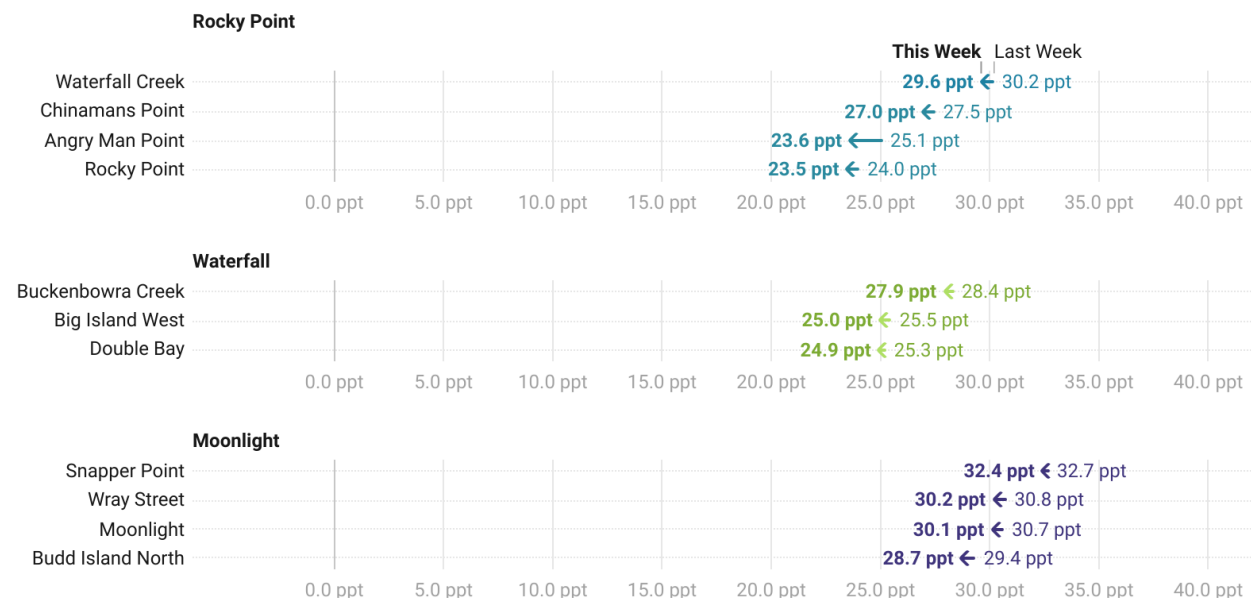 Rocky Point
This Week Last Week
Waterfall Creek 29.6 ppt 30.2 ppt
Chinamans Point 27.0 ppt 27.5 ppt
Angry Man Point 23.6 ppt 25.1 ppt
Rocky Point 23.5 ppt 24.0 ppt
0.0 ppt 5.0 ppt 10.0 ppt 15.0 ppt 20.0 ppt 25.0 ppt 30.0 ppt 35.0 ppt 40.0 ppt
Waterfall
Buckenbowra Creek 27.9 ppt 28.4 ppt
Big Island West 25.0 ppt 25.5 ppt
Double Bay 24.9 ppt 25.3 ppt
0.0 ppt 5.0 ppt 10.0 ppt 15.0 ppt 20.0 ppt 25.0 ppt 30.0 ppt 35.0 ppt 40.0 ppt
Moonlight
Snapper Point 32.4 ppt 32.7 ppt
Wray Street 30.2 ppt 30.8 ppt
Moonlight 30.1 ppt 30.7 ppt
Budd Island North 28.7 ppt 29.4 ppt
0.0 ppt 5.0 ppt 10.0 ppt 15.0 ppt 20.0 ppt 25.0 ppt 30.0 ppt 35.0 ppt 40.0 ppt